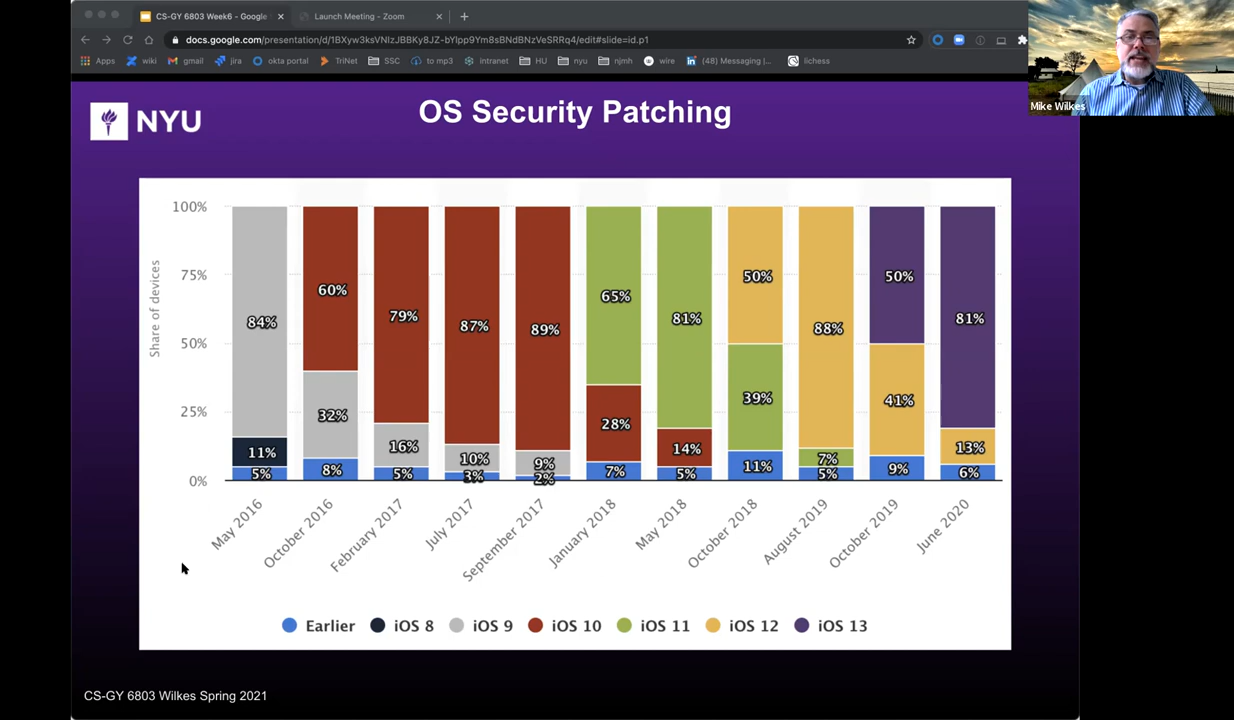 CS-GY 6803 Week6 - Google
Launch Meeting - Zoom
docs.google.com/presentation/d/1BXyw3ksVNIzJBBKy8JZ-bYlpp9Ym8sBNdBNzVeSRRq4/edit#slide=id.p1
Apps wiki gmail jira okta portal TriNet SSC to mp3 intranet HU nyu njmh wire (48) Messaging |... lichess
Mike Wilkes
NYU
OS Security Patching
Share of devices
100%
75%
50%
25%
0%
84% 11% 5%
60% 32% 8%
79% 16% 5%
87% 10% 3%
89% 9% 2%
65% 28% 7%
81% 14% 5%
50% 39% 11%
88% 7% 5%
50% 41% 9%
81% 13% 6%
May 2016
October 2016
February 2017
July 2017
September 2017
January 2018
May 2018
October 2018
August 2019
October 2019
June 2020
Earlier iOS 8 iOS 9 iOS 10 iOS 11 iOS 12 iOS 13
CS-GY 6803 Wilkes Spring 2021